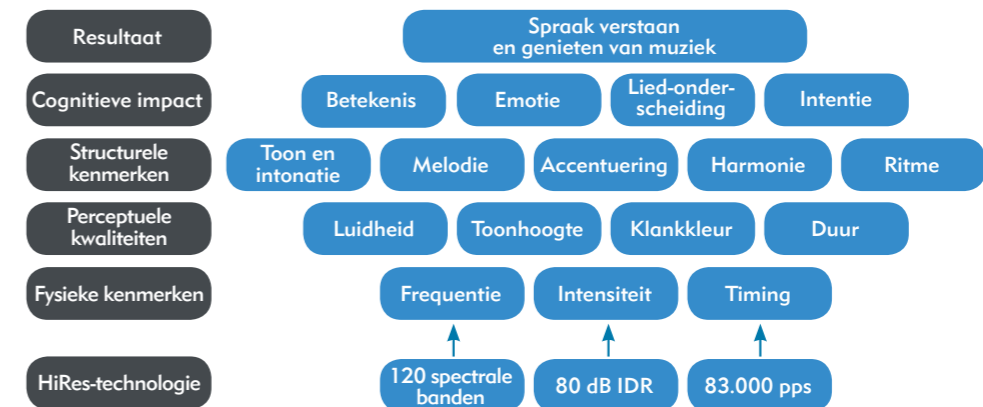 Resultaat
Spraak verstaan
en genieten van muziek
Cognitieve impact
Betekenis
Emotie
Lied-onder-
scheiding
Intentie
Structurele
kenmerken
Toon en
intonatie
Melodie
Accentuering
Harmonie
Ritme
Perceptuele
kwaliteiten
Luidheid
Toonhoogte
Klankkleur
Duur
Fysieke kenmerken
Frequentie
Intensiteit
Timing
HiRes-technologie
120 spectrale
banden
80 dB IDR
83.000 pps